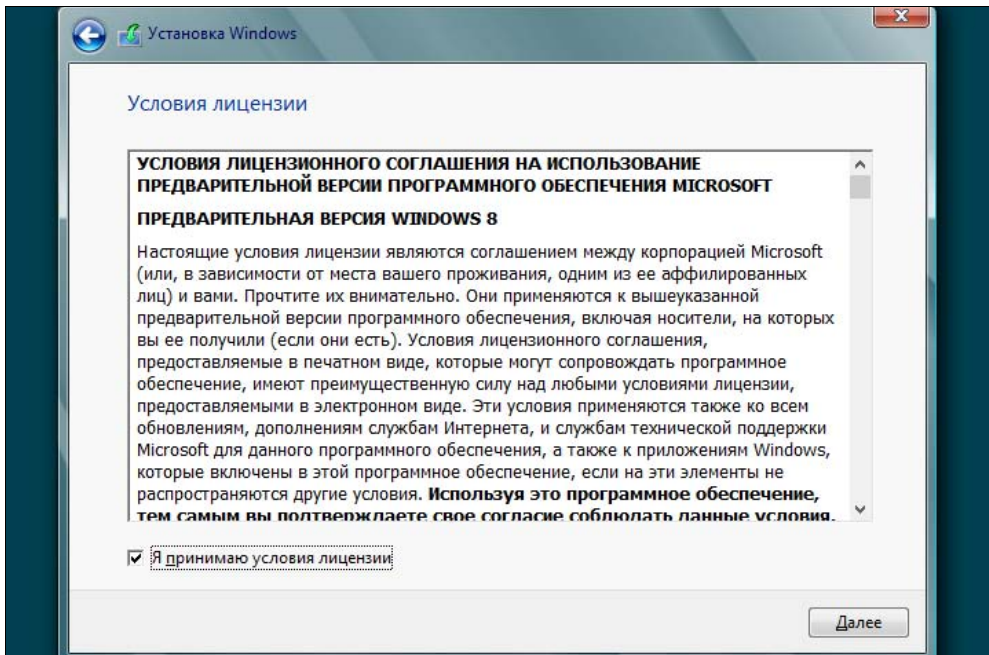 Установка Windows
Условия лицензии
УСЛОВИЯ ЛИЦЕНЗИОННОГО СОГЛАШЕНИЯ НА ИСПОЛЬЗОВАНИЕ
ПРЕДВАРИТЕЛЬНОЙ ВЕРСИИ ПРОГРАММНОГО ОБЕСПЕЧЕНИЯ MICROSOFT
ПРЕДВАРИТЕЛЬНАЯ ВЕРСИЯ WINDOWS 8
Настоящие условия лицензии являются соглашением между корпорацией Microsoft
(или, в зависимости от места вашего проживания, одним из ее аффилированных
лиц) и вами. Прочтите их внимательно. Они применяются к вышеуказанной
предварительной версии программного обеспечения, включая носители, на которых
вы ее получили (если они есть). Условия лицензионного соглашения,
предоставляемые в печатном виде, которые могут сопровождать программное
обеспечение, имеют преимущественную силу над любыми условиями лицензии,
предоставляемыми в электронном виде. Эти условия применяются также ко всем
обновлениям, дополнениям службам Интернета, и службам технической поддержки
Microsoft для данного программного обеспечения, а также к приложениям Windows,
которые включены в этой программное обеспечение, если на эти элементы не
распространяются другие условия. Используя это программное обеспечение,
тем самым вы подтверждаете свое согласие соблюдать данные условия.
Я принимаю условия лицензии
Далее